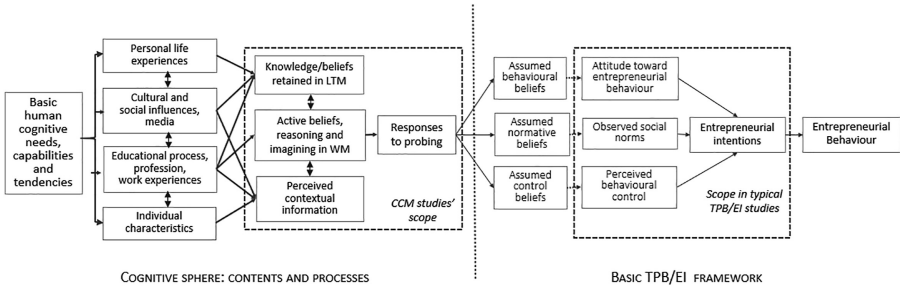 Basic
human
cognitive
needs,
capabilities
and
tendencies
Personal life
experiences
Cultural and
social influences,
media
Educational process,
profession,
work experiences
Individual
characteristics
Knowledge/beliefs
retained in LTM
Active beliefs,
reasoning and
imagining in WM
Perceived
contextual
information
Responses
to probing
CCM studies'
scope
Assumed
behavioural
beliefs
Assumed
normative
beliefs
Assumed
control
beliefs
Attitude toward
entrepreneurial
behaviour
Observed social
norms
Perceived
behavioural
control
Entrepreneurial
intentions
Scope in typical
TPB/EI studies
Entrepreneurial
Behaviour
COGNITIVE SPHERE: CONTENTS AND PROCESSES
BASIC TPB/EI FRAMEWORK